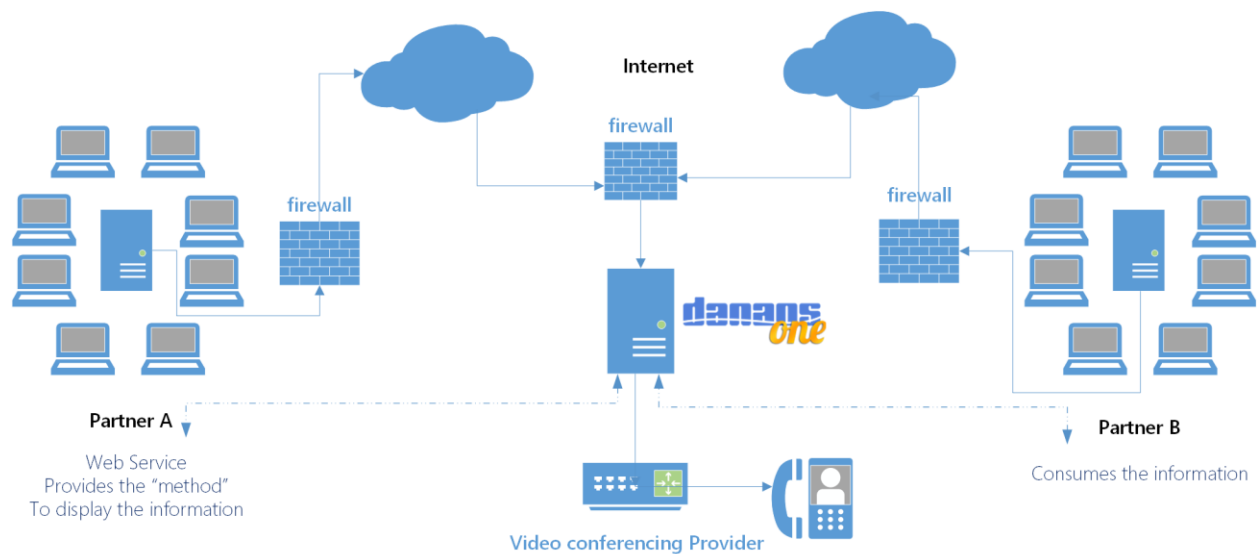 Internet
firewall
firewall
firewall
danans
one
Partner A
Web Service
Provides the “method”
To display the information
Partner B
Consumes the information
Video conferencing Provider